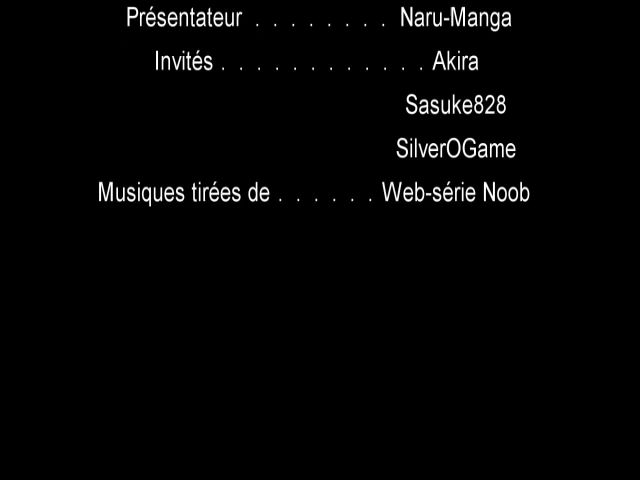 Présentateur . . . . . . . . Naru-Manga
Invités . . . . . . . . . . . . Akira
Sasuke828
SilverOGame
Musiques tirées de . . . . . . Web-série Noob